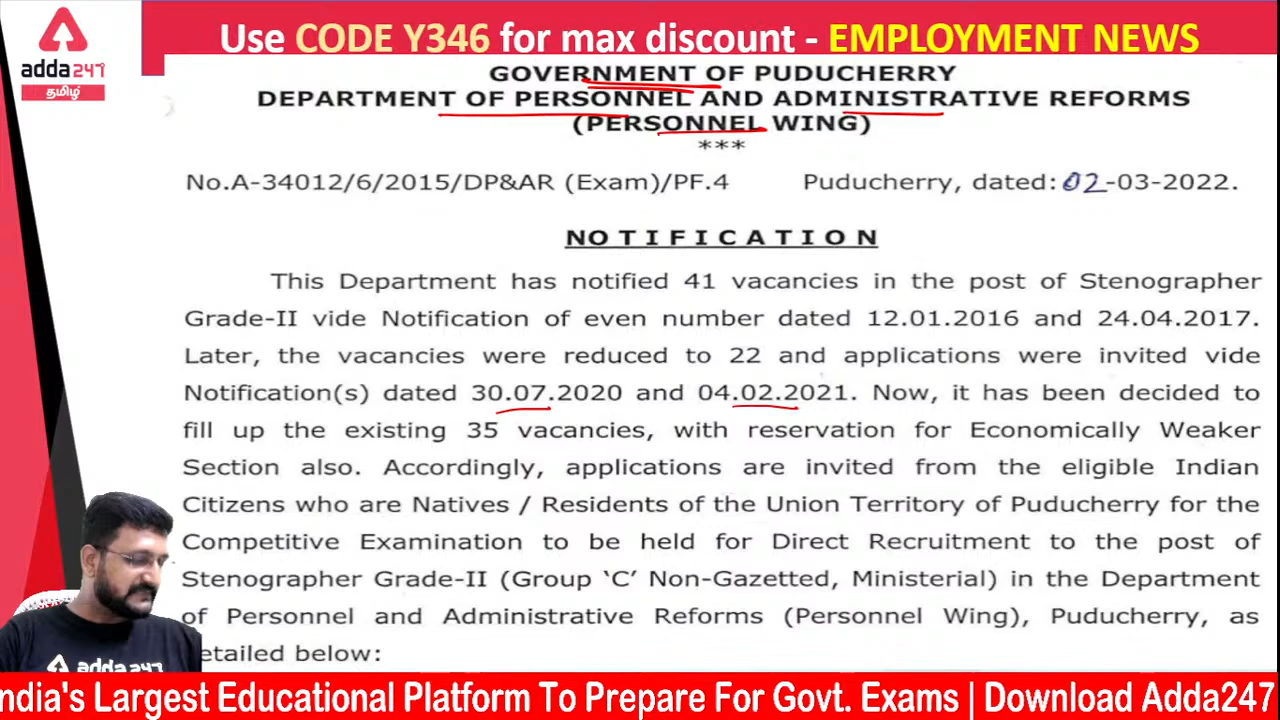 Use CODE Y346 for max discount - EMPLOYMENT NEWS
adda247
தமிழ்
GOVERNMENT OF PUDUCHERRY
DEPARTMENT OF PERSONNEL AND ADMINISTRATIVE REFORMS
(PERSONNEL WING)
***
No.A-34012/6/2015/DP&AR (Exam)/PF.4 Puducherry, dated:02-03-2022.
NOTIFICATION
This Department has notified 41 vacancies in the post of Stenographer
Grade-II vide Notification of even number dated 12.01.2016 and 24.04.2017.
Later, the vacancies were reduced to 22 and applications were invited vide
Notification(s) dated 30.07.2020 and 04.02.2021. Now, it has been decided to
fill up the existing 35 vacancies, with reservation for Economically Weaker
Section also. Accordingly, applications are invited from the eligible Indian
Citizens who are Natives / Residents of the Union Territory of Puducherry for the
Competitive Examination to be held for Direct Recruitment to the post of
Stenographer Grade-II (Group ‘C’ Non-Gazetted, Ministerial) in the Department
of Personnel and Administrative Reforms (Personnel Wing), Puducherry, as
etailed below:
adda247
ndia's Largest Educational Platform To Prepare For Govt. Exams | Download Adda247